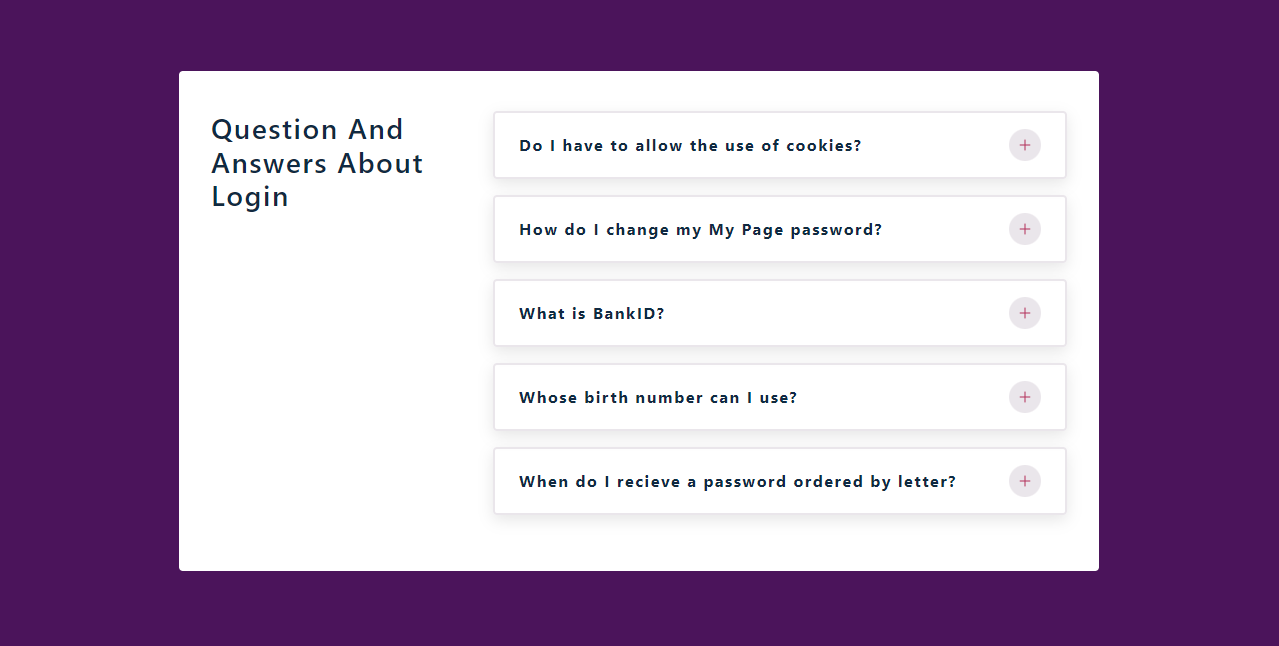 Question And
Answers About
Login
Do I have to allow the use of cookies?
How do I change my My Page password?
What is BankID?
Whose birth number can I use?
When do I recieve a password ordered by letter?